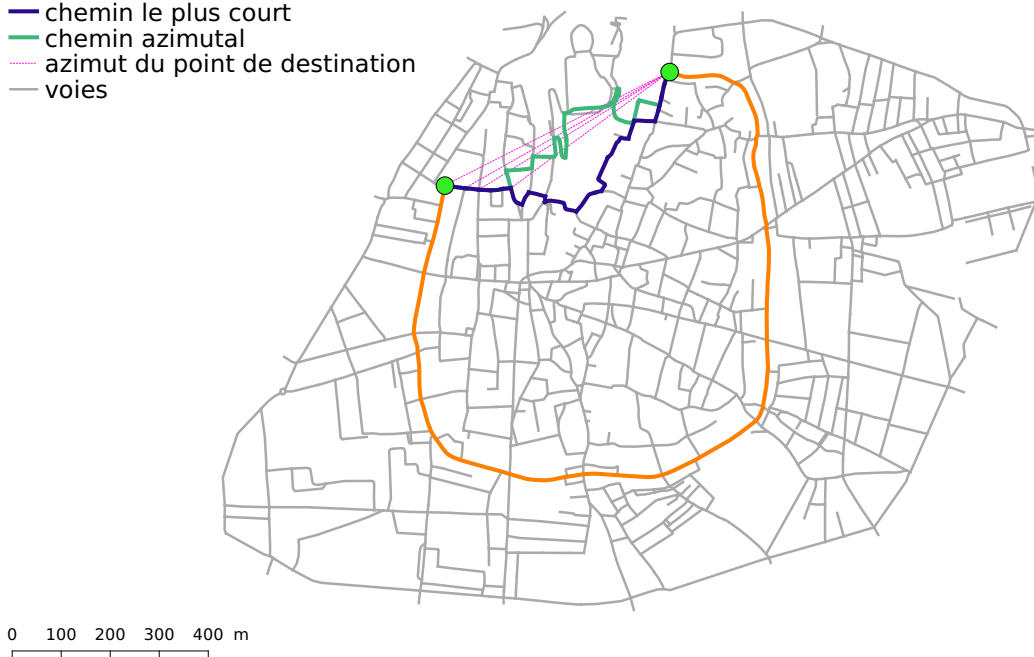 chemin le plus court
chemin azimutal
azimut du point de destination
voies
0 100 200 300 400 m